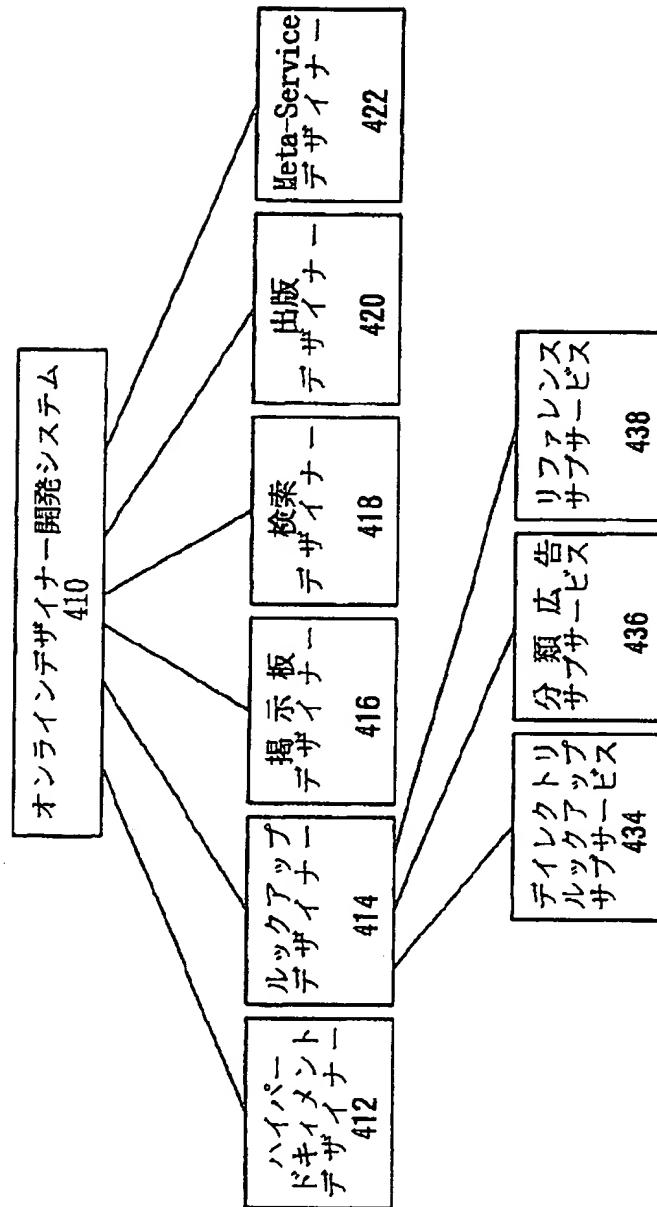 オンラインデザイナー開発システム
410
ハイパー
ドキィメント
デザイナー
412
ルックアップ
デザイナー
414
掲示板
デザイナー
416
検索
デザイナー
418
出版
デザイナー
420
Meta-Service
デザイナー
422
ディレクトリ
ルックアップ
サブサービス
434
分類広告
サブサービス
436
リファレンス
サブサービス
438